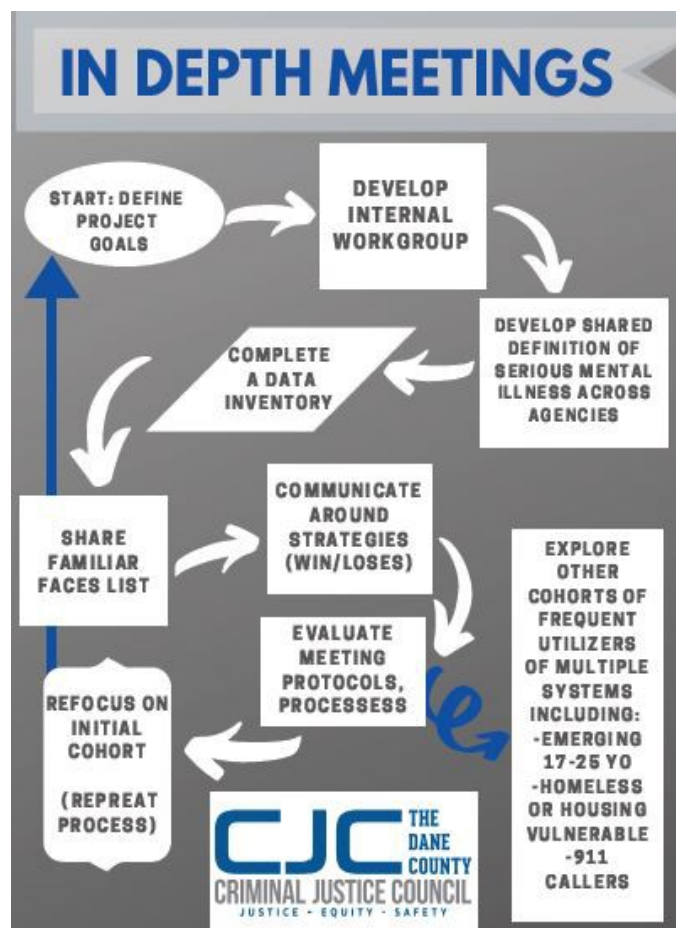 IN DEPTH MEETINGS
START: DEFINE
PROJECT
GOALS
DEVELOP
INTERNAL
WORKGROUP
DEVELOP SHARED
DEFINITION OF
SERIOUS MENTAL
ILLNESS ACROSS
AGENCIES
COMPLETE
A DATA
INVENTORY
SHARE
FAMILIAR
FACES LIST
COMMUNICATE
AROUND
STRATEGIES
(WIN/LOSES)
EVALUATE
MEETING
PROTOCOLS,
PROCESSESS
EXPLORE
OTHER
COHORTS OF
FREQUENT
UTILIZERS
OF MULTIPLE
SYSTEMS
INCLUDING:
-EMERGING
17-25 YO
-HOMELESS
OR HOUSING
VULNERABLE
-911
CALLERS
REFOCUS ON
INITIAL
COHORT
(REPREAT
PROCESS)
CJC
THE
DANE
COUNTY
CRIMINAL JUSTICE COUNCIL
JUSTICE - EQUITY - SAFETY